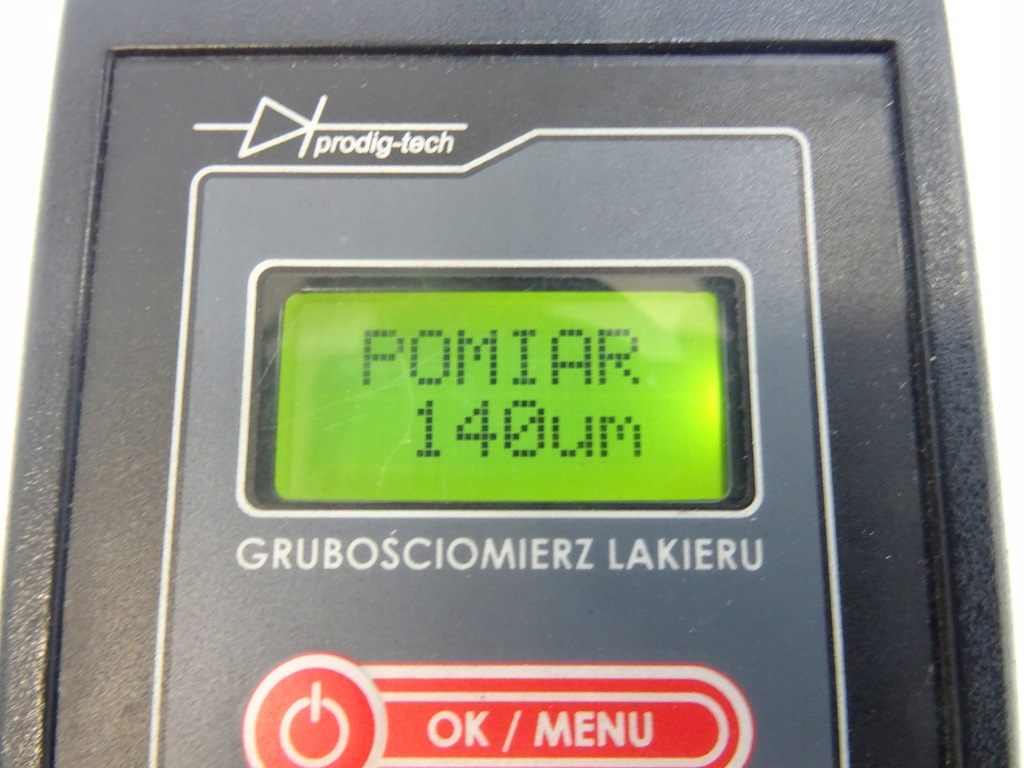 prodig-tech
POMIAR
140um
GRUBOŚCIOMIERZ LAKIERU
OK / MENU